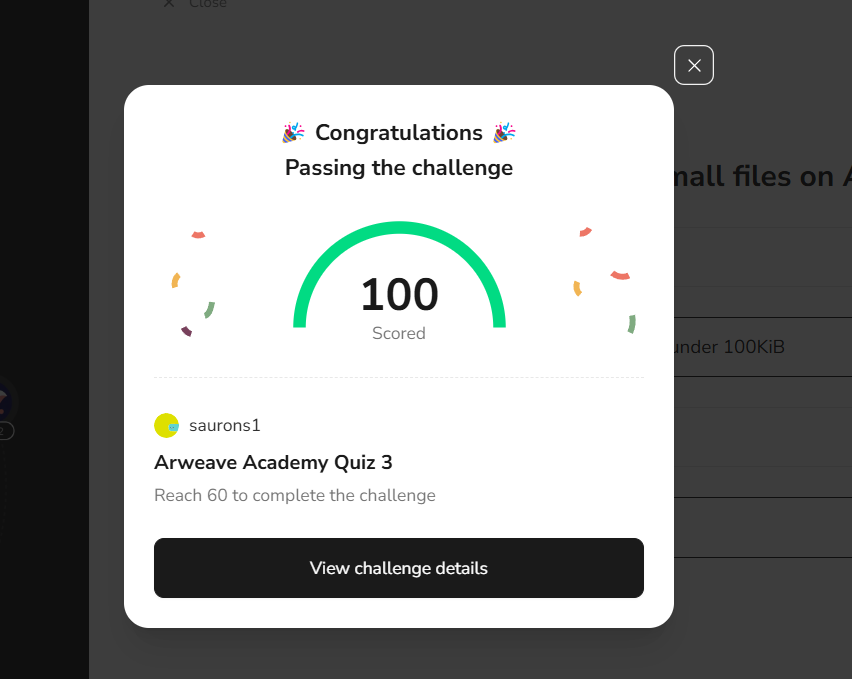 Close
🎉 Congratulations 🎉
Passing the challenge
small files on
100
Scored
under 100KiB
saurons1
Arweave Academy Quiz 3
Reach 60 to complete the challenge
View challenge details